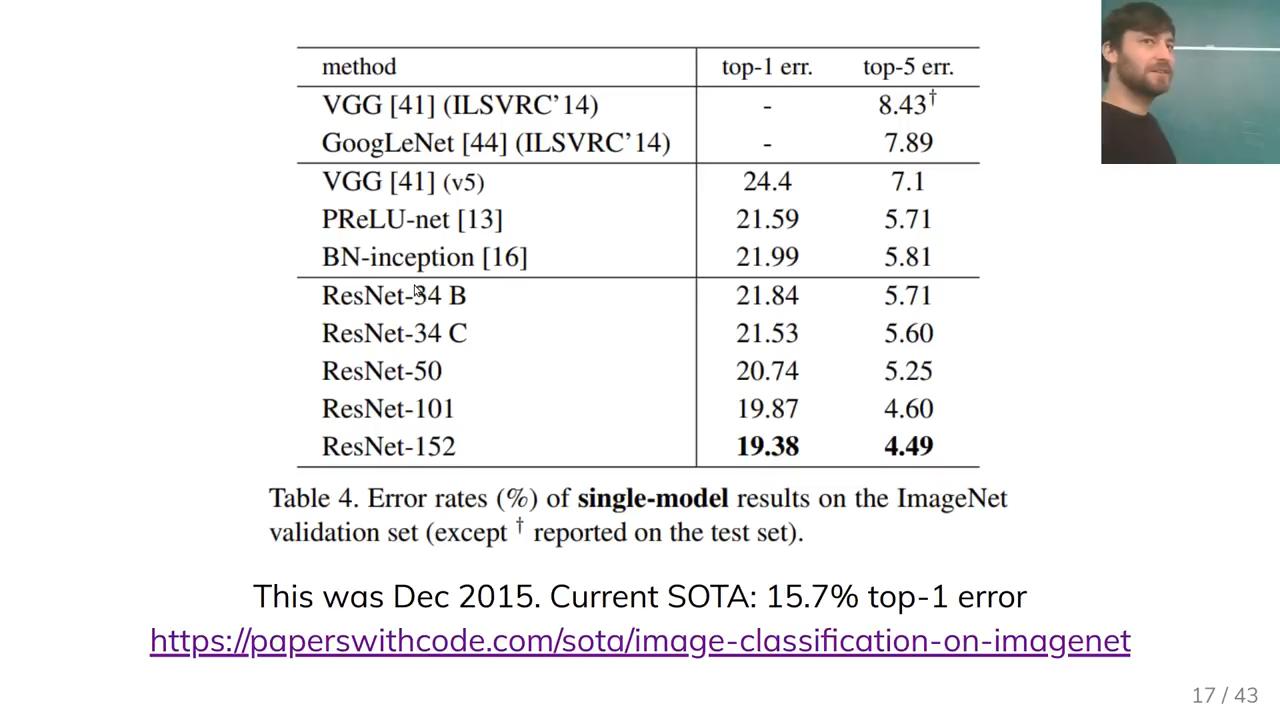 method top-1 err. top-5 err.
VGG [41] (ILSVRC’14) - 8.43†
GoogLeNet [44] (ILSVRC’14) - 7.89
VGG [41] (v5) 24.4 7.1
PReLU-net [13] 21.59 5.71
BN-inception [16] 21.99 5.81
ResNet-34 B 21.84 5.71
ResNet-34 C 21.53 5.60
ResNet-50 20.74 5.25
ResNet-101 19.87 4.60
ResNet-152 19.38 4.49
Table 4. Error rates (%) of single-model results on the ImageNet
validation set (except † reported on the test set).
This was Dec 2015. Current SOTA: 15.7% top-1 error
https://paperswithcode.com/sota/image-classification-on-imagenet
17 / 43